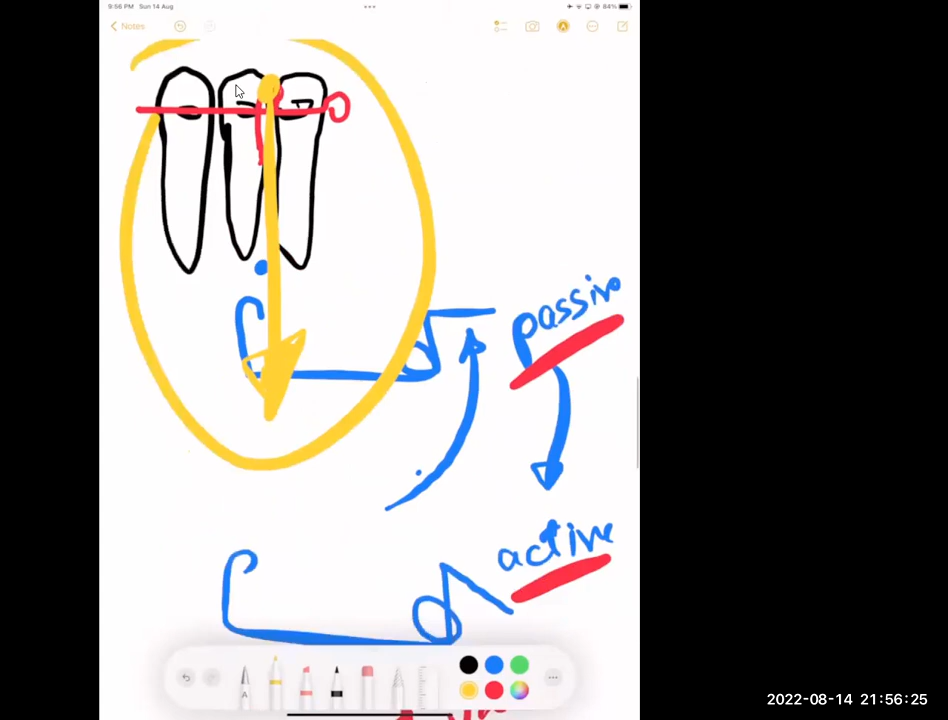 9:56 PM Sun 14 Aug
84%
Notes
passive
active
2022-08-14 21:56:25